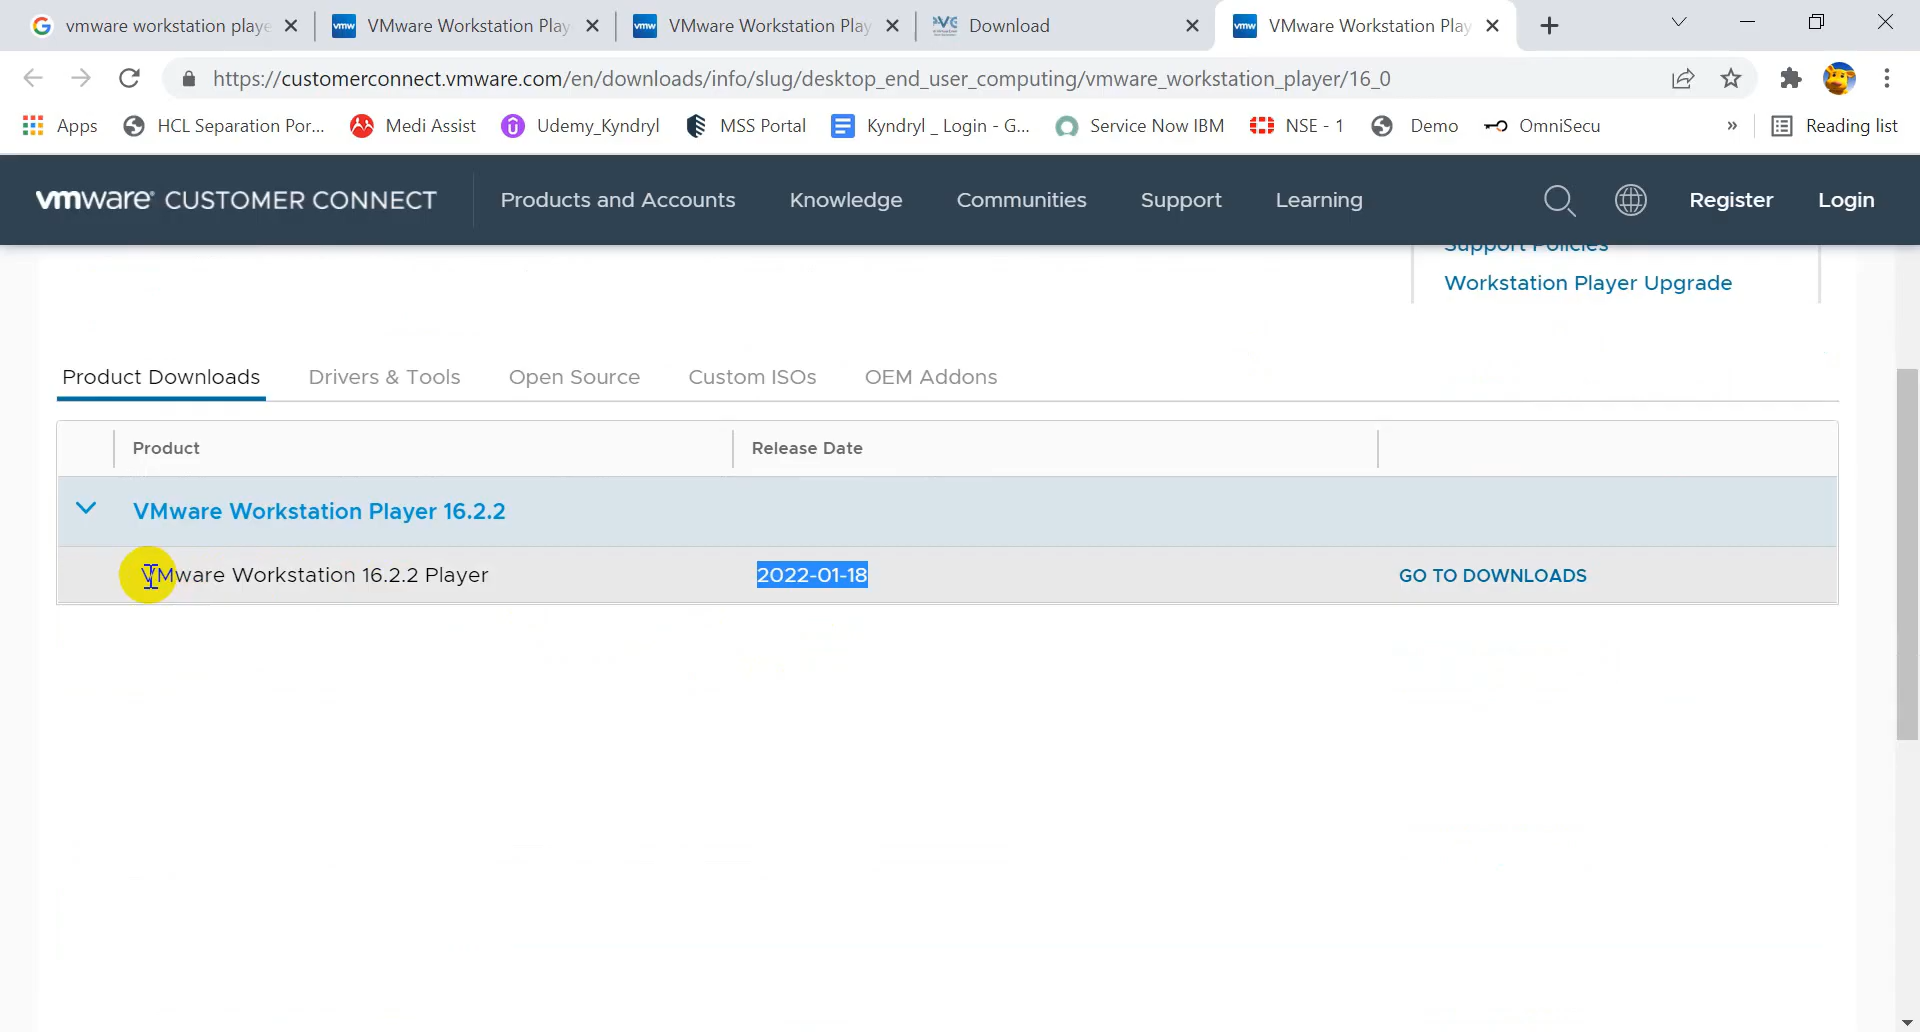 vmware workstation playe
VMware Workstation Play
VMware Workstation Play
Download
VMware Workstation Play
https://customerconnect.vmware.com/en/downloads/info/slug/desktop_end_user_computing/vmware_workstation_player/16_0
Apps
HCL Separation Por...
Medi Assist
Udemy_Kyndryl
MSS Portal
Kyndryl _ Login - G...
Service Now IBM
NSE - 1
Demo
OmniSecu
»
Reading list
vmware® CUSTOMER CONNECT
Products and Accounts
Knowledge
Communities
Support
Learning
Register
Login
Support Policies
Workstation Player Upgrade
Product Downloads
Drivers & Tools
Open Source
Custom ISOs
OEM Addons
Product
Release Date
VMware Workstation Player 16.2.2
VMware Workstation 16.2.2 Player
2022-01-18
GO TO DOWNLOADS